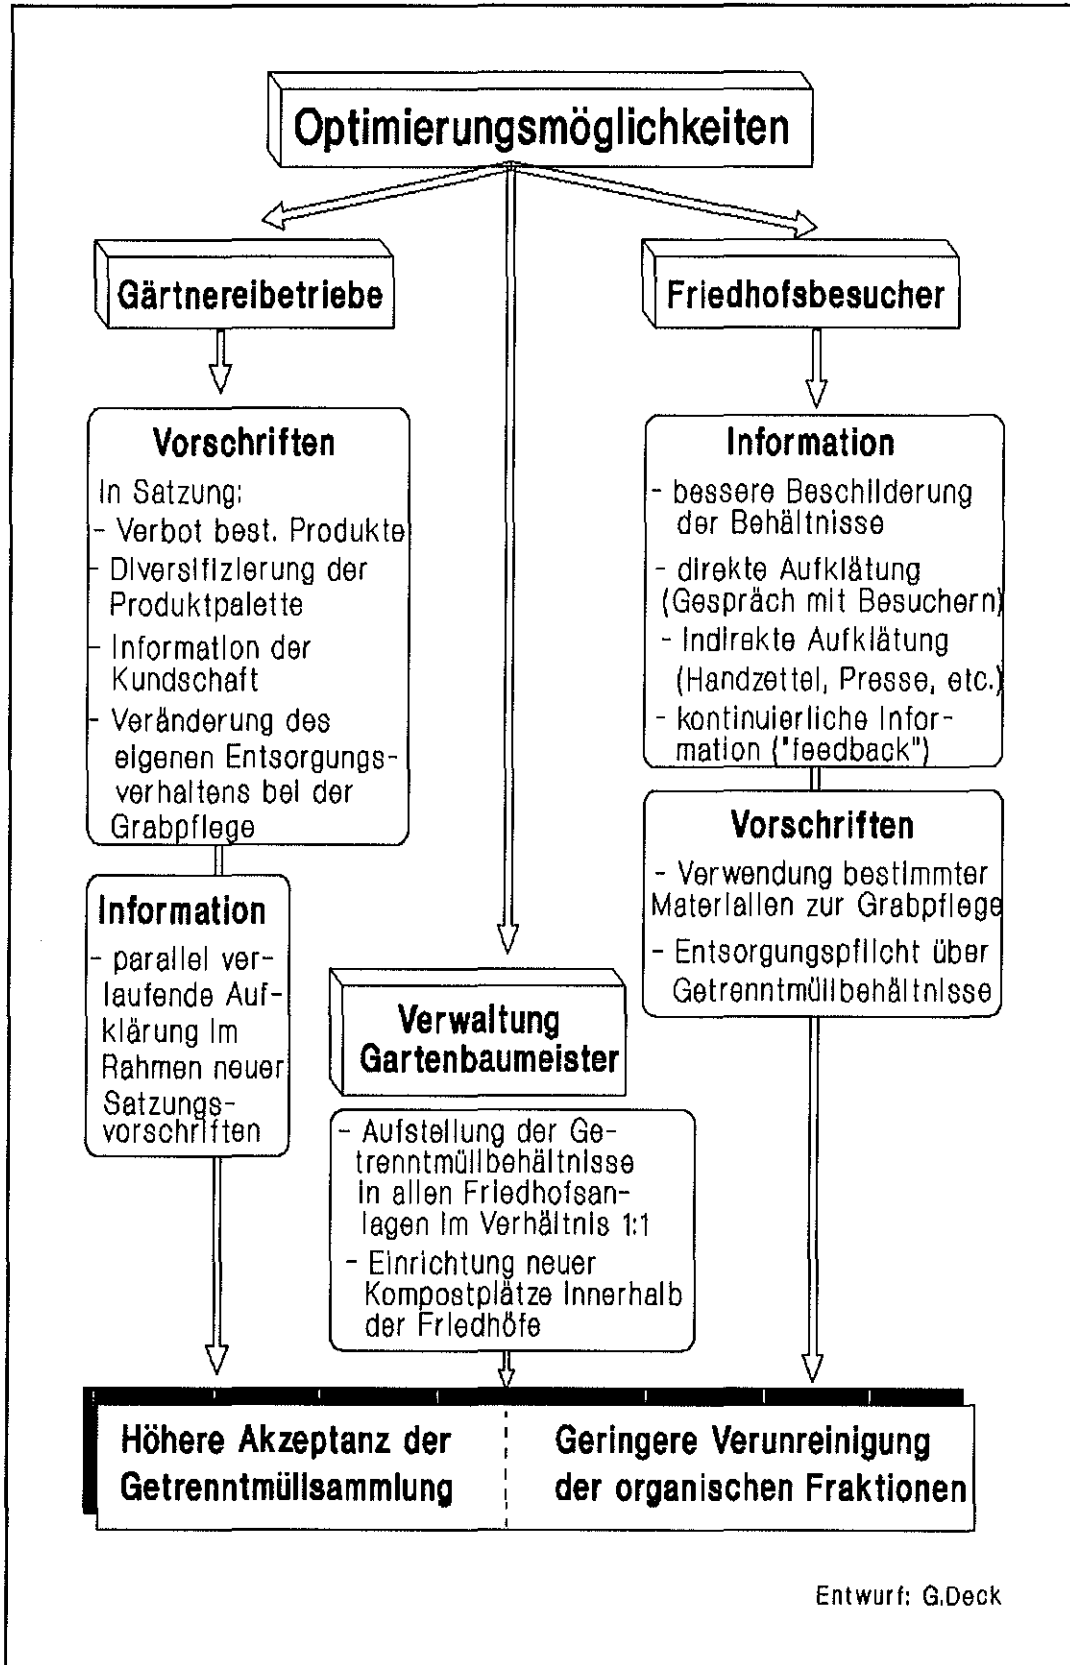 Optimierungsmöglichkeiten
Gärtnereibetriebe
Vorschriften
In Satzung:
- Verbot best. Produkte
- Diversifizierung der
Produktpalette
- Information der
Kundschaft
- Veränderung des
eigenen Entsorgungs-
verhaltens bei der
Grabpflege
Information
- parallel ver-
laufende Auf-
klärung im
Rahmen neuer
Satzungs-
vorschriften
Verwaltung
Gartenbaumeister
- Aufstellung der Ge-
trenntmüllbehältnisse
in allen Friedhofsan-
lagen im Verhältnis 1:1
- Einrichtung neuer
Kompostplätze innerhalb
der Friedhöfe
Friedhofsbesucher
Information
- bessere Beschilderung
der Behältnisse
- direkte Aufklätung
(Gespräch mit Besuchern)
- Indirekte Aufklätung
(Handzettel, Presse, etc.)
- kontinuierliche Infor-
mation ("feedback")
Vorschriften
- Verwendung bestimmter
Materialien zur Grabpflege
- Entsorgungspflicht über
Getrenntmüllbehältnisse
Höhere Akzeptanz der
Getrenntmüllsammlung
Geringere Verunreinigung
der organischen Fraktionen
Entwurf: G.Deck